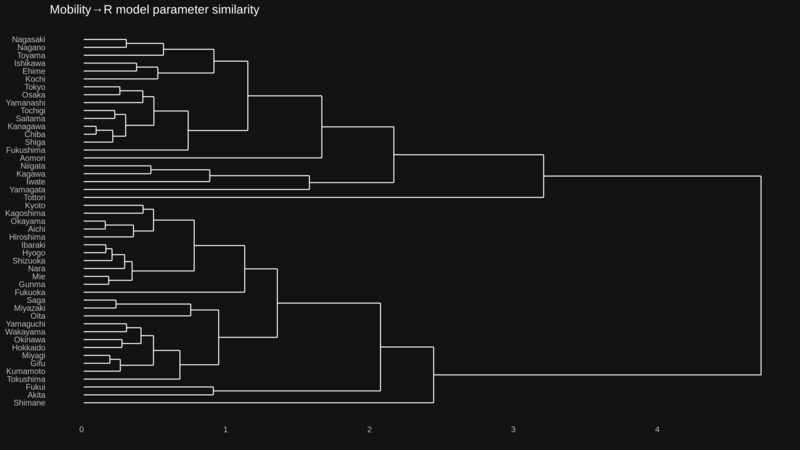 Mobility→R model parameter similarity
Nagasaki
Nagano
Toyama
Ishikawa
Ehime
Kochi
Tokyo
Osaka
Yamanashi
Tochigi
Saitama
Kanagawa
Chiba
Shiga
Fukushima
Aomori
Niigata
Kagawa
Iwate
Yamagata
Tottori
Kyoto
Kagoshima
Okayama
Aichi
Hiroshima
Ibaraki
Hyogo
Shizuoka
Nara
Mie
Gunma
Fukuoka
Saga
Miyazaki
Oita
Yamaguchi
Wakayama
Okinawa
Hokkaido
Miyagi
Gifu
Kumamoto
Tokushima
Fukui
Akita
Shimane
0 1 2 3 4